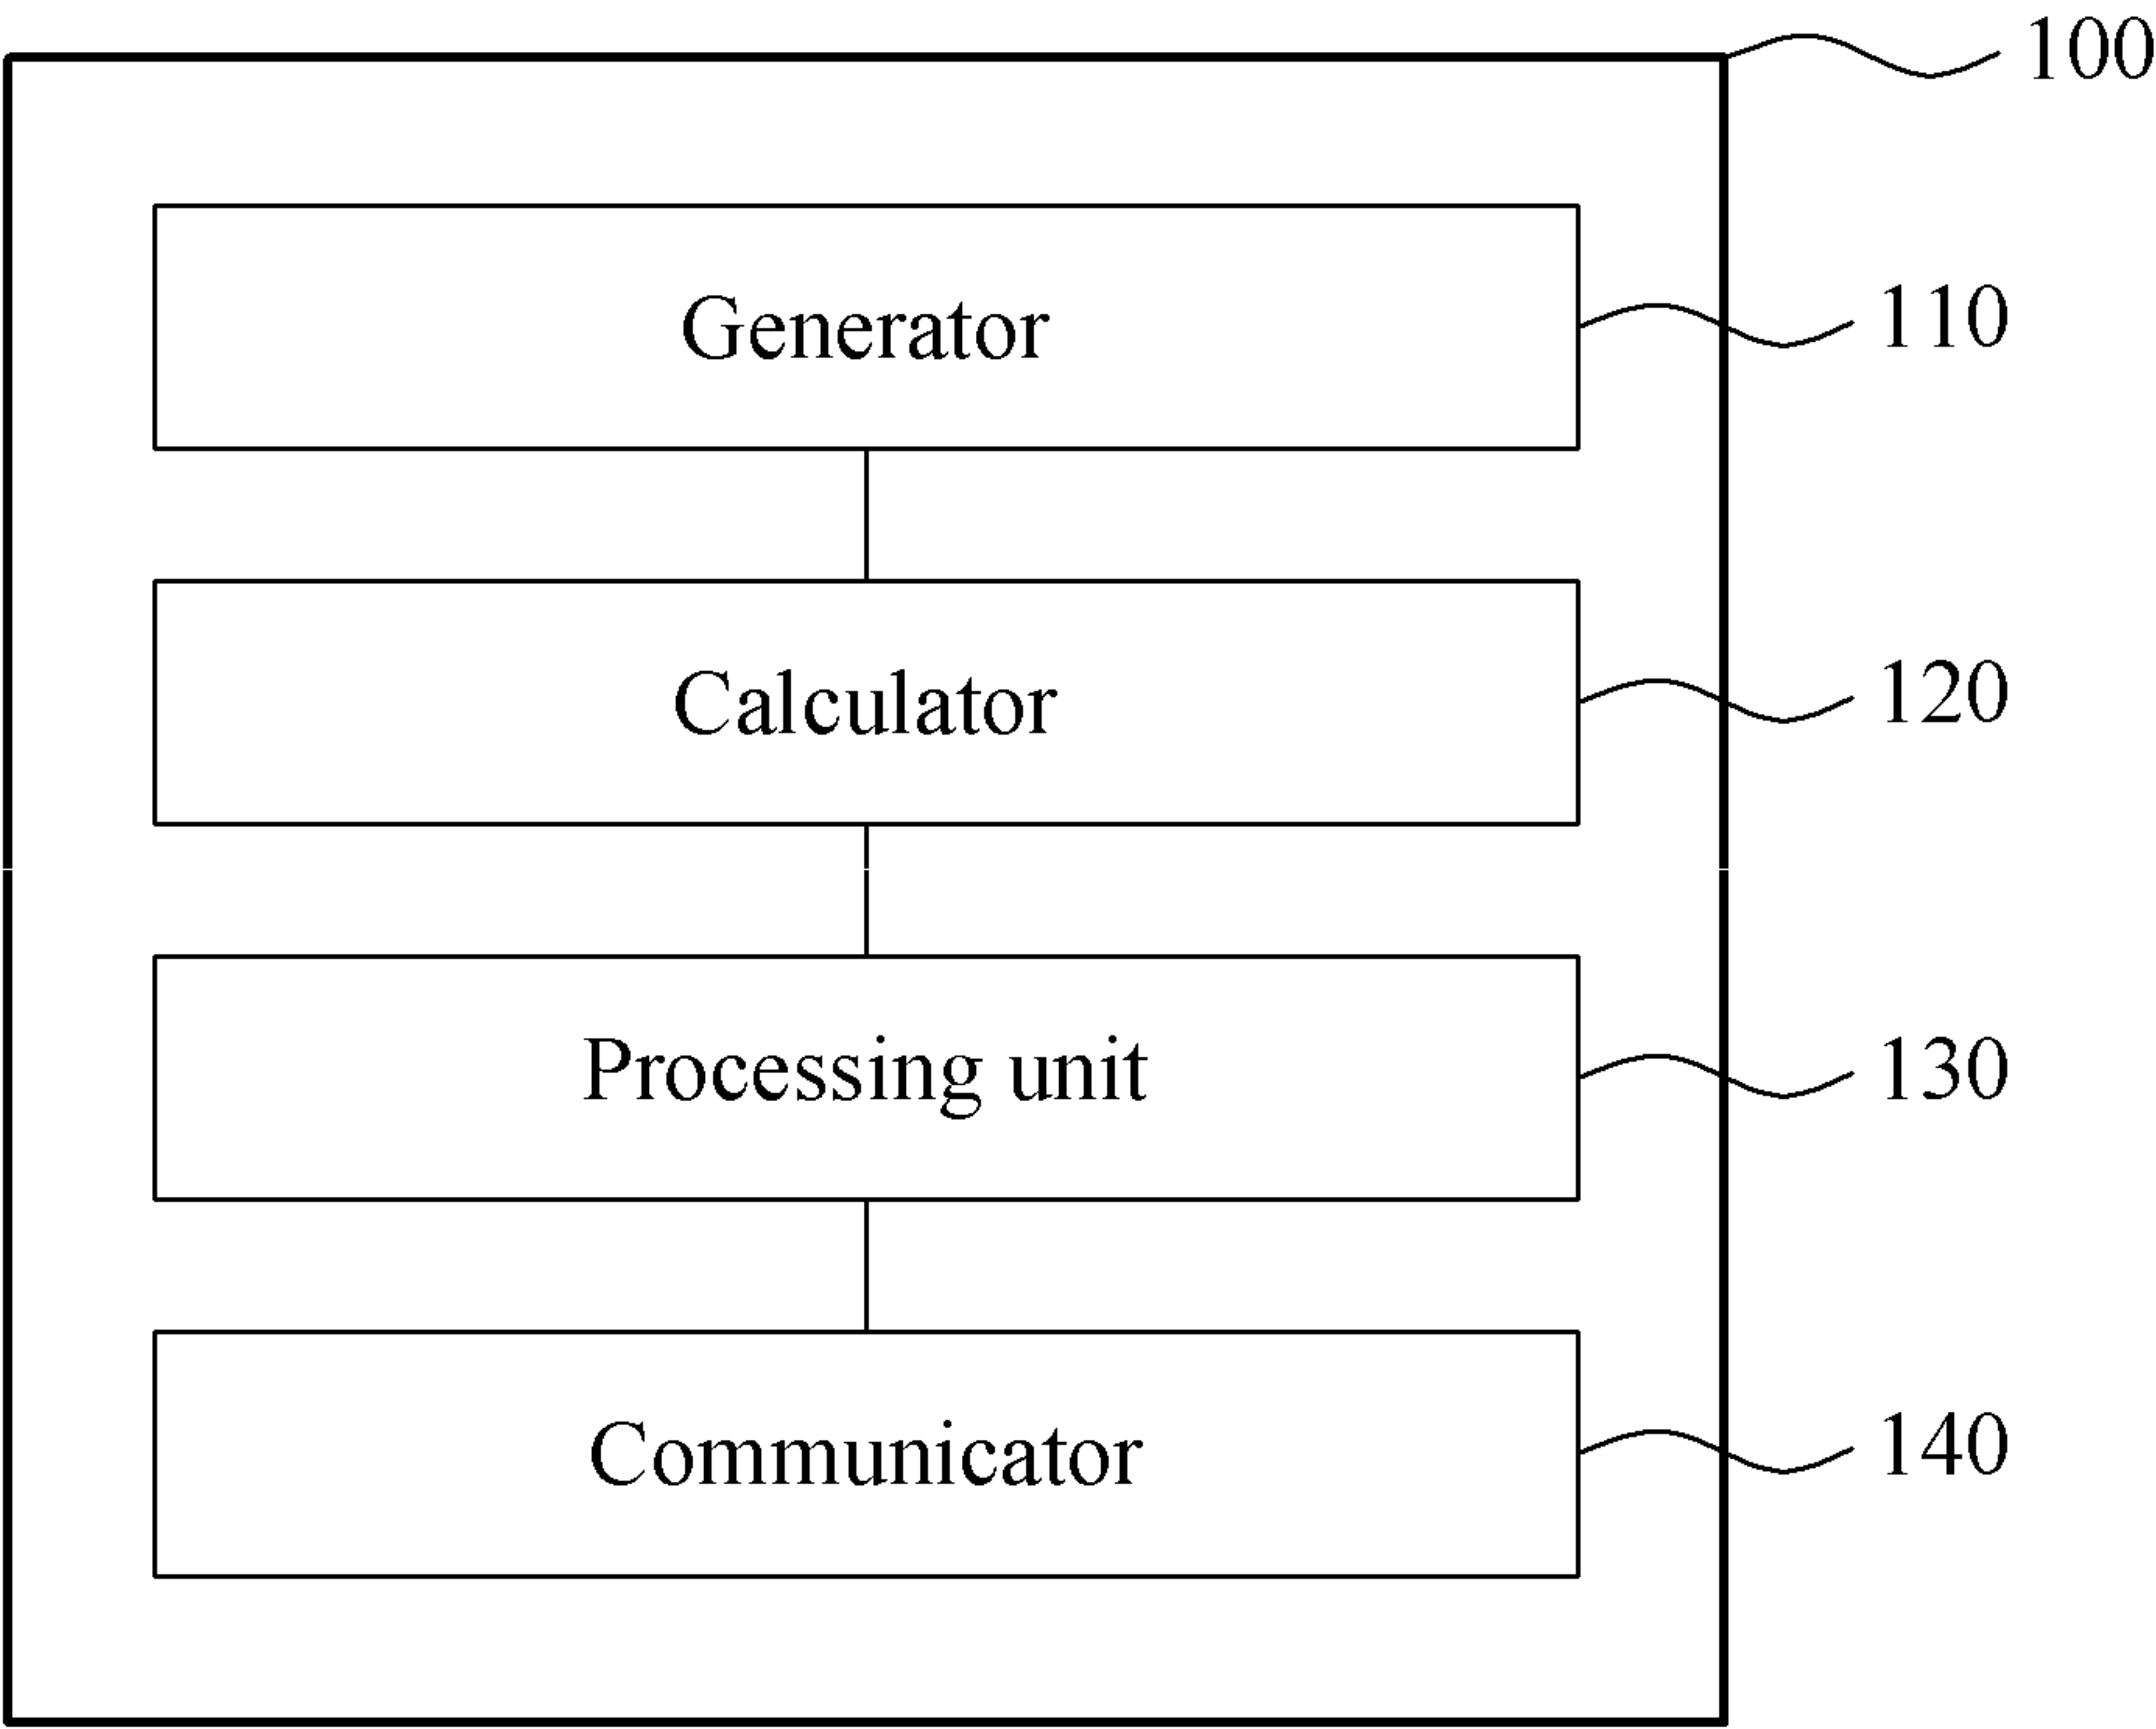 100
Generator
110
Calculator
120
Processing unit
130
Communicator
140